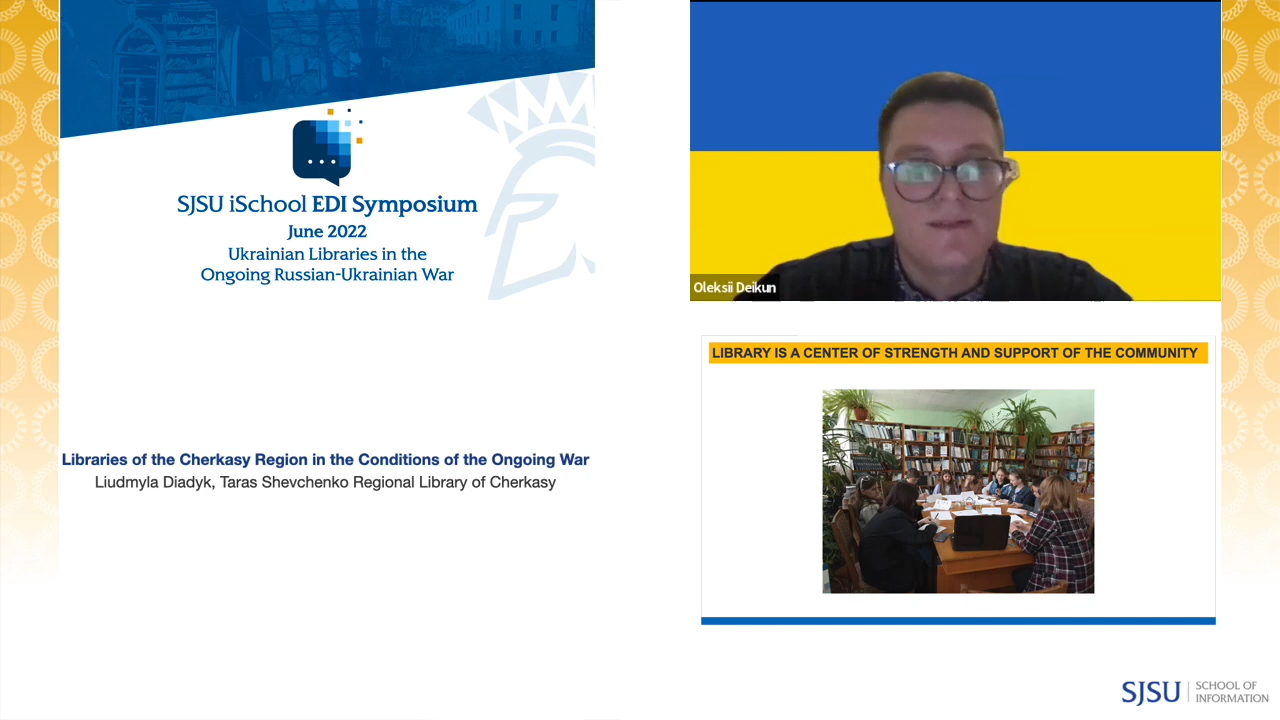 SJSU iSchool EDI Symposium
June 2022
Ukrainian Libraries in the
Ongoing Russian-Ukrainian War
Libraries of the Cherkasy Region in the Conditions of the Ongoing War
Liudmyla Diadyk, Taras Shevchenko Regional Library of Cherkasy
Oleksii Deikun
LIBRARY IS A CENTER OF STRENGTH AND SUPPORT OF THE COMMUNITY
SJSU SCHOOL OF
INFORMATION